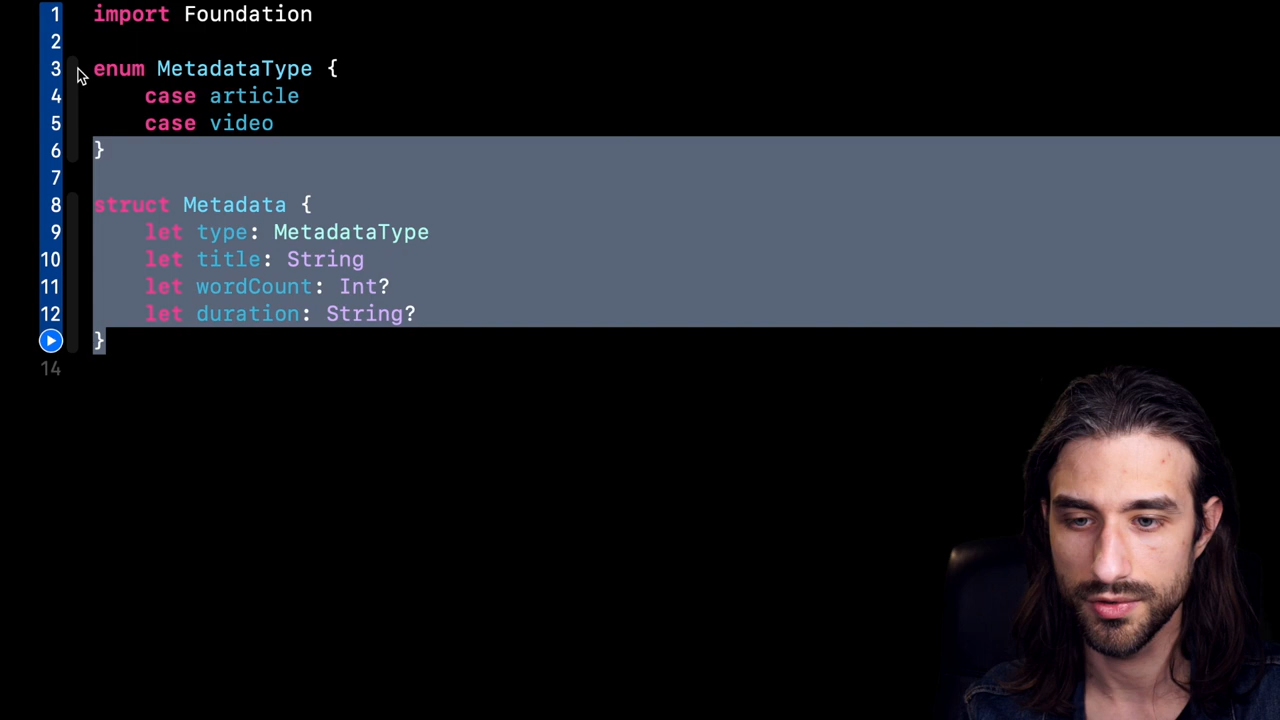 1 import Foundation
2
3 enum MetadataType {
4     case article
5     case video
6 }
7
8 struct Metadata {
9     let type: MetadataType
10     let title: String
11     let wordCount: Int?
12     let duration: String?
}
14